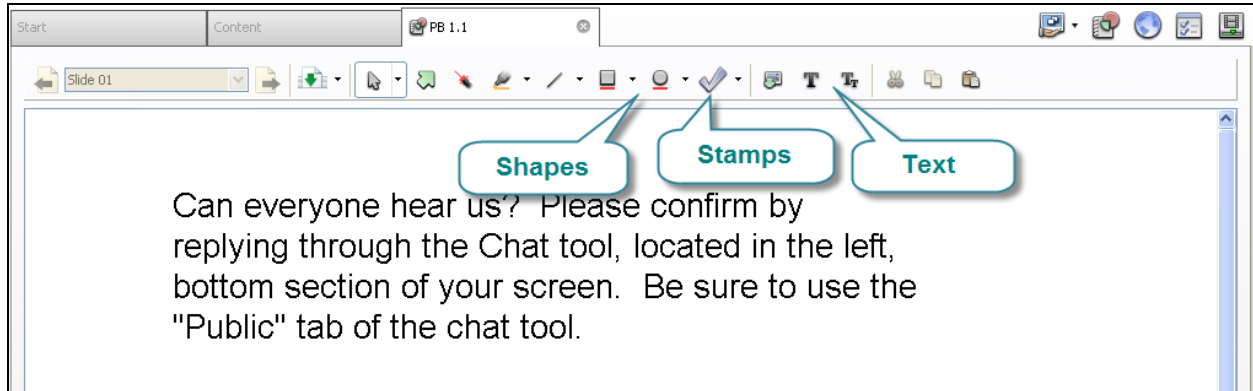 Start Content PB 1.1
Slide 01
Shapes Stamps Text
Can everyone hear us? Please confirm by
replying through the Chat tool, located in the left,
bottom section of your screen. Be sure to use the
"Public" tab of the chat tool.